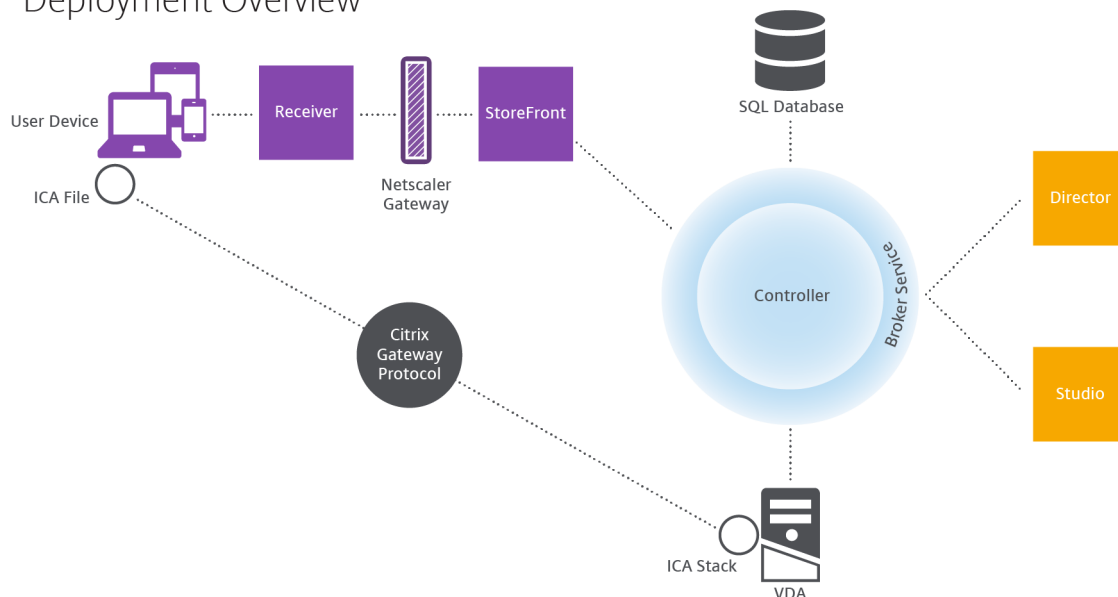 Deployment Overview
SQL Database
User Device
Receiver
StoreFront
Netscaler
Gateway
ICA File
Director
Broker Service
Controller
Citrix
Gateway
Protocol
Studio
ICA Stack
VDA